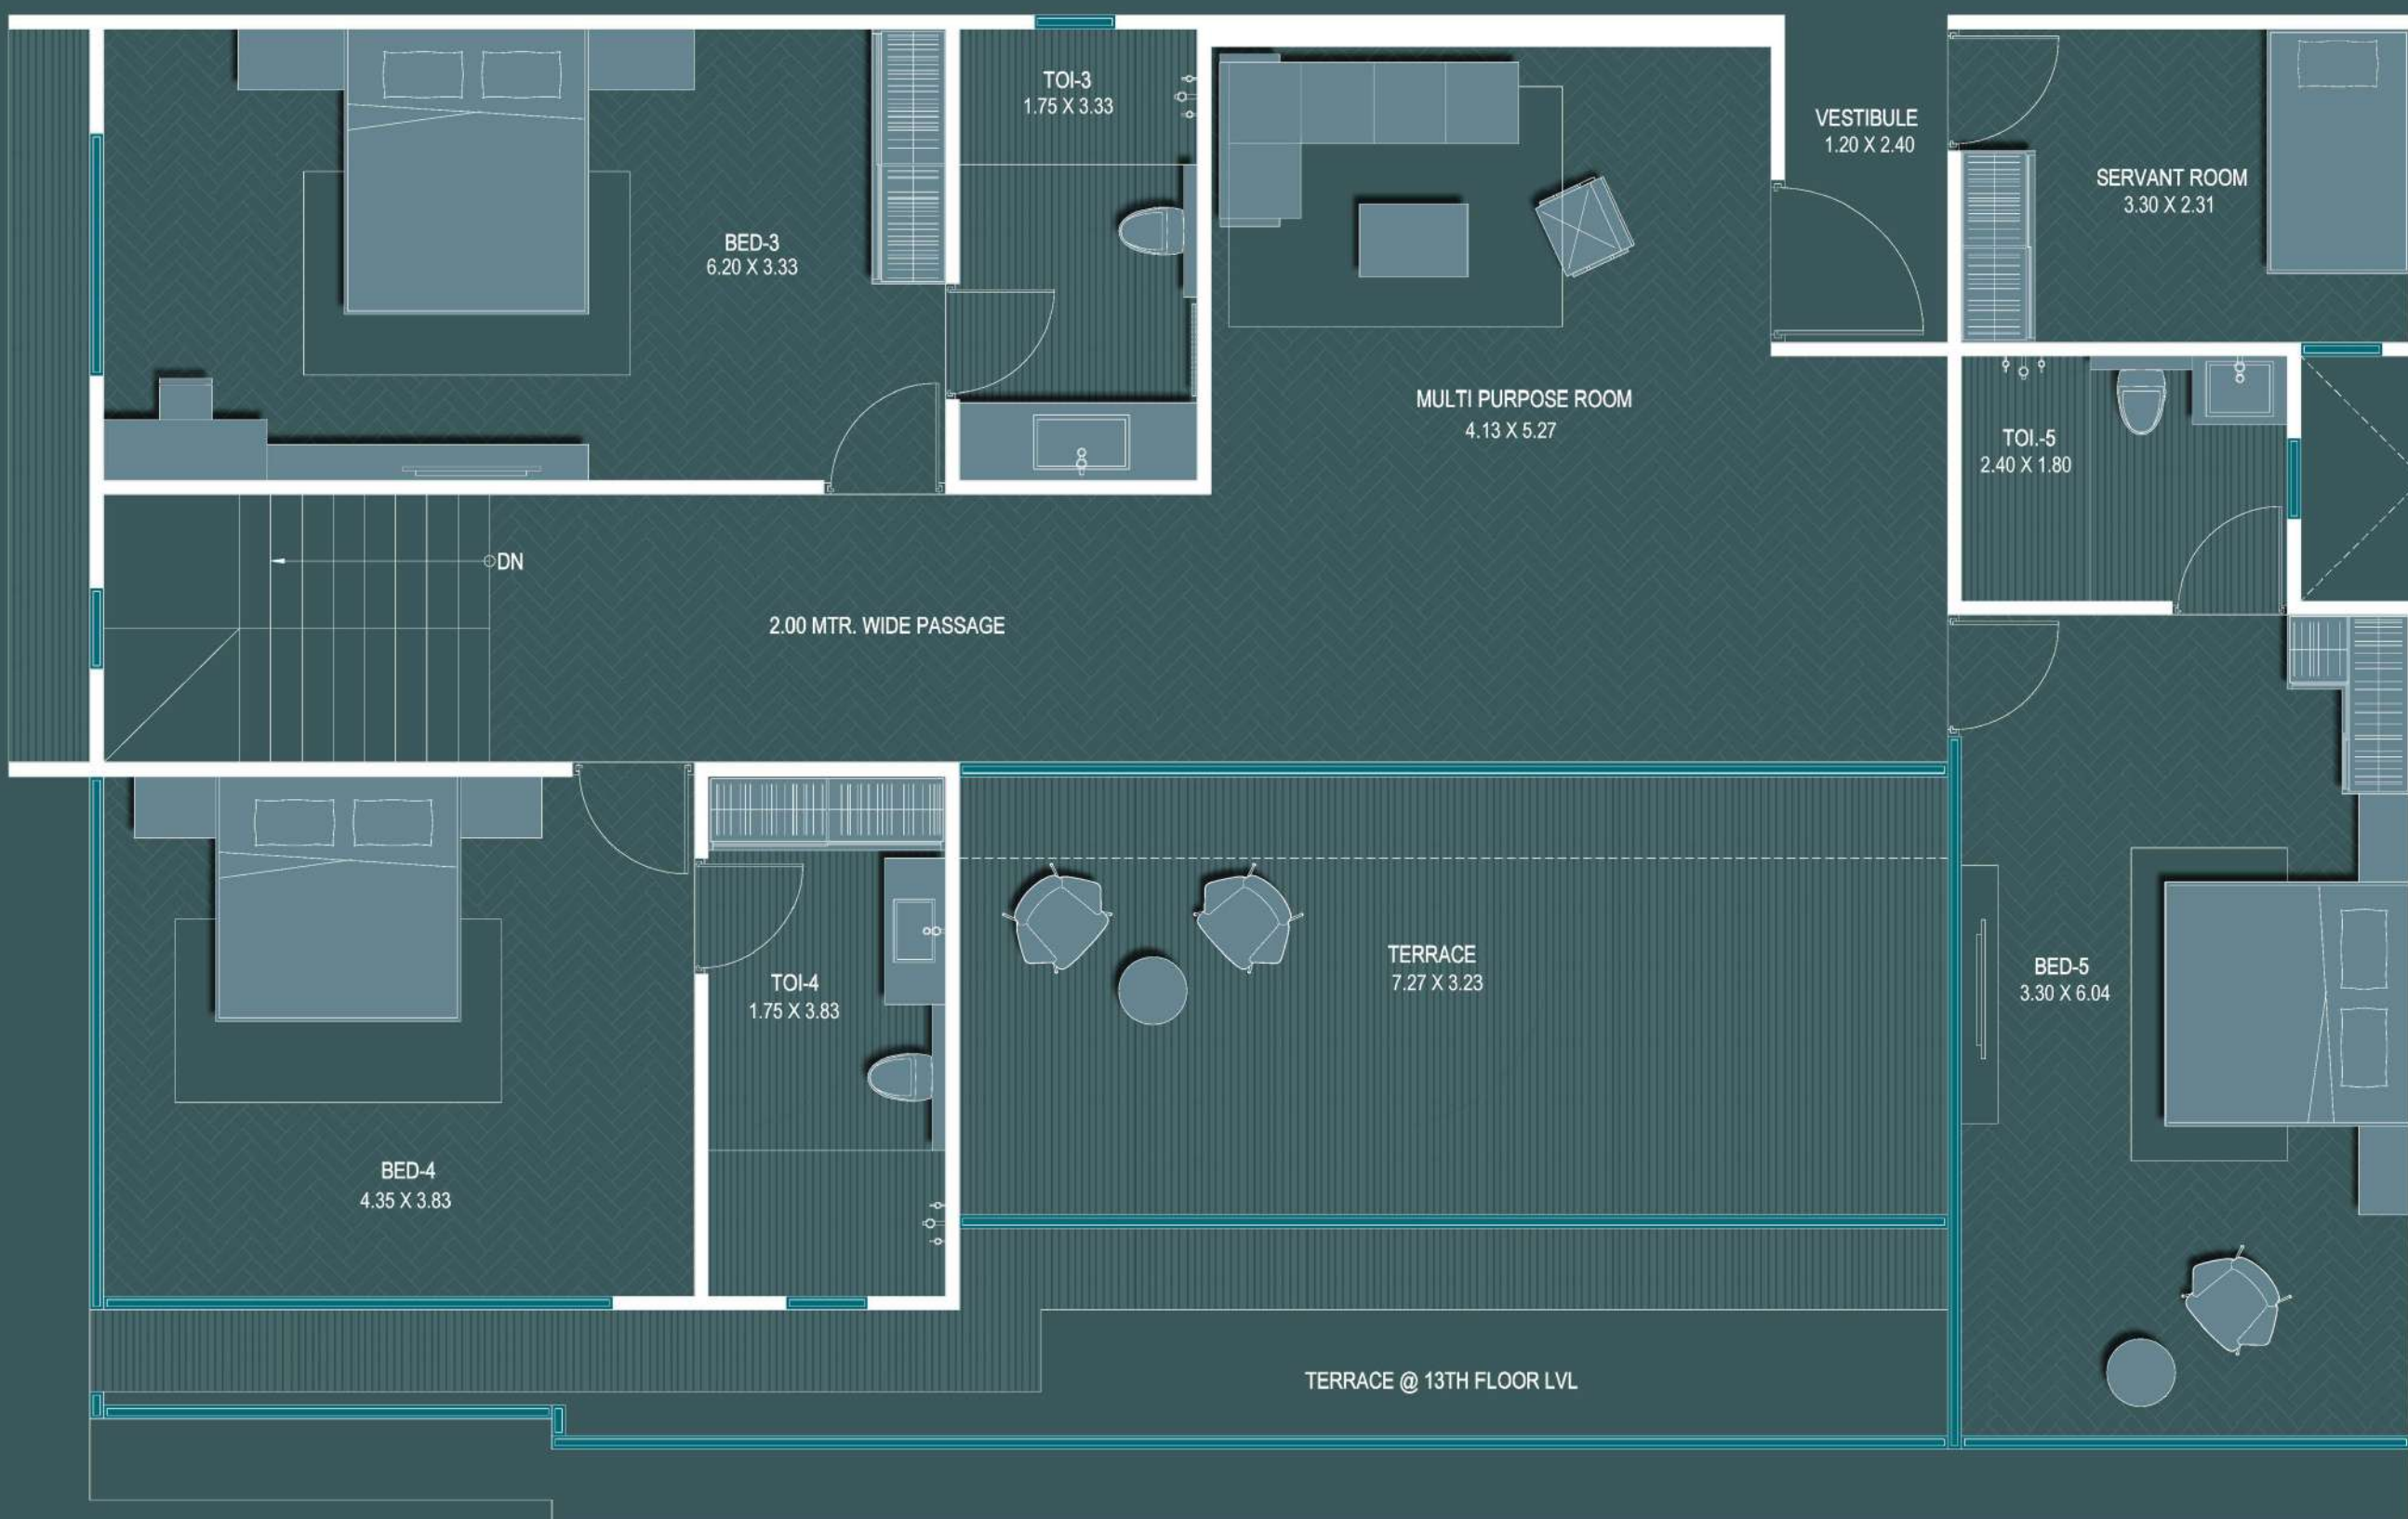 TOI-3
1.75 X 3.33
VESTIBULE
1.20 X 2.40
SERVANT ROOM
3.30 X 2.31
BED-3
6.20 X 3.33
MULTI PURPOSE ROOM
4.13 X 5.27
TOI.-5
2.40 X 1.80
DN
2.00 MTR. WIDE PASSAGE
TERRACE
7.27 X 3.23
BED-5
3.30 X 6.04
TOI-4
1.75 X 3.83
BED-4
4.35 X 3.83
TERRACE @ 13TH FLOOR LVL